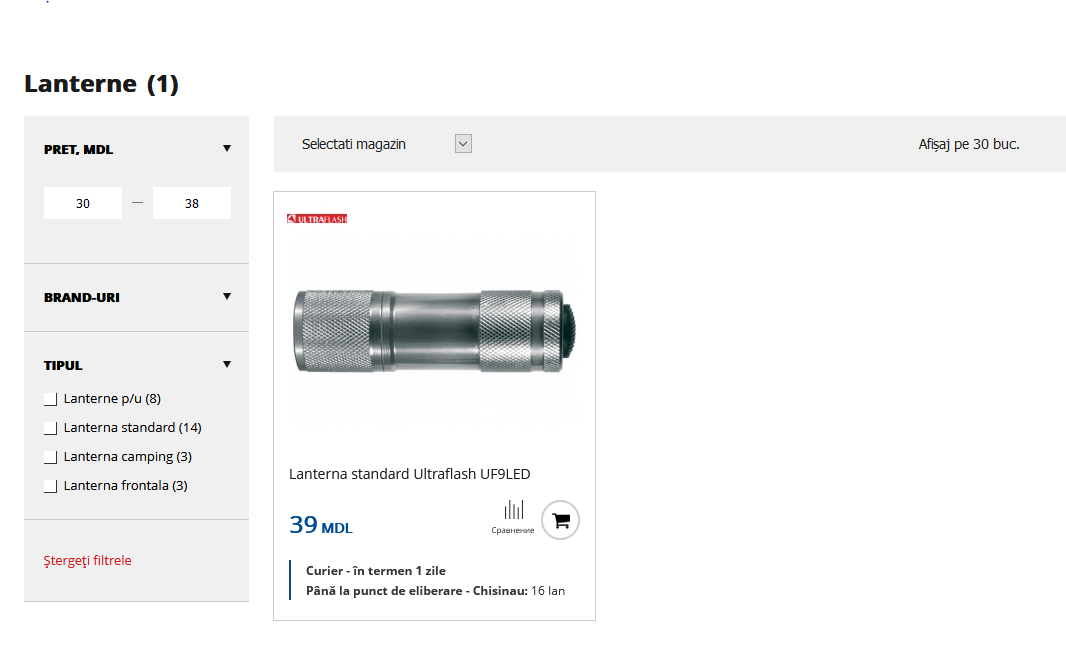 Lanterne (1)
PRET, MDL ▼
30 — 38
BRAND-URI ▼
TIPUL ▼
Lanterne p/u (8)
Lanterna standard (14)
Lanterna camping (3)
Lanterna frontala (3)
Ștergeți filtrele
Selectati magazin
Afișaj pe 30 buc.
ULTRAFLASH
Lanterna standard Ultraflash UF9LED
39 MDL
Сравнение
Curier - în termen 1 zile
Până la punct de eliberare - Chisinau: 16 Ian